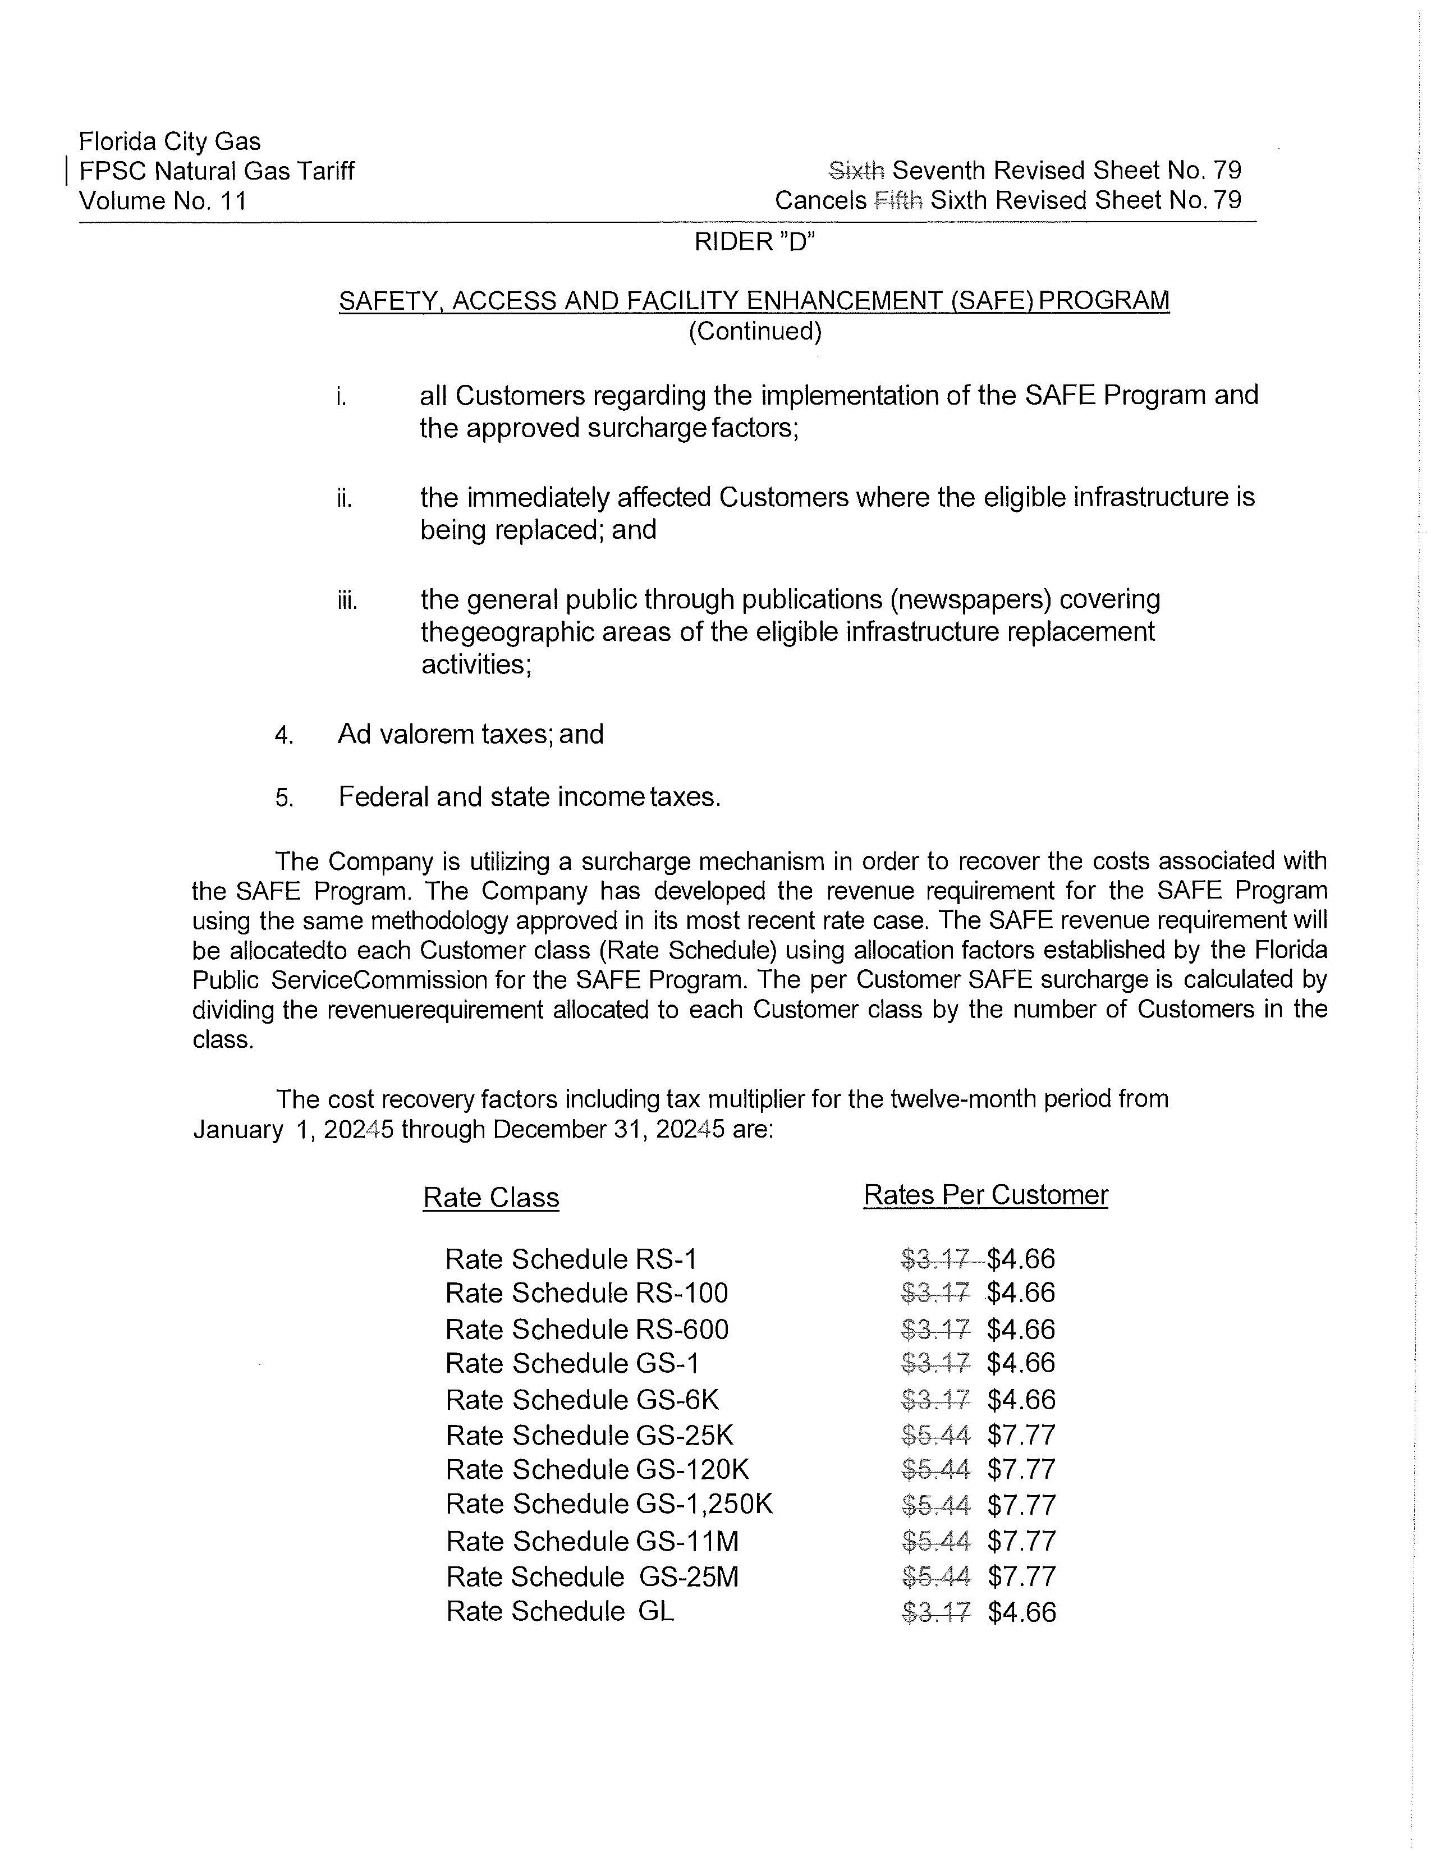 Florida City Gas
FPSC Natural Gas Tariff
Sixth Seventh Revised Sheet No. 79
Volume No. 11
Cancels Fifth Sixth Revised Sheet No. 79
RIDER "D"
SAFETY, ACCESS AND FACILITY ENHANCEMENT (SAFE) PROGRAM
(Continued)
i. all Customers regarding the implementation of the SAFE Program and
the approved surcharge factors;
ii. the immediately affected Customers where the eligible infrastructure is
being replaced; and
iii. the general public through publications (newspapers) covering
thegeographic areas of the eligible infrastructure replacement
activities;
4. Ad valorem taxes; and
5. Federal and state income taxes.
The Company is utilizing a surcharge mechanism in order to recover the costs associated with
the SAFE Program. The Company has developed the revenue requirement for the SAFE Program
using the same methodology approved in its most recent rate case. The SAFE revenue requirement will
be allocatedto each Customer class (Rate Schedule) using allocation factors established by the Florida
Public ServiceCommission for the SAFE Program. The per Customer SAFE surcharge is calculated by
dividing the revenuerequirement allocated to each Customer class by the number of Customers in the
class.
The cost recovery factors including tax multiplier for the twelve-month period from
January 1, 20245 through December 31, 20245 are:
Rate Class Rates Per Customer
Rate Schedule RS-1 $3.17 $4.66
Rate Schedule RS-100 $3.17 $4.66
Rate Schedule RS-600 $3.17 $4.66
Rate Schedule GS-1 $3.17 $4.66
Rate Schedule GS-6K $3.17 $4.66
Rate Schedule GS-25K $5.44 $7.77
Rate Schedule GS-120K $5.44 $7.77
Rate Schedule GS-1,250K $5.44 $7.77
Rate Schedule GS-11M $5.44 $7.77
Rate Schedule GS-25M $5.44 $7.77
Rate Schedule GL $3.17 $4.66